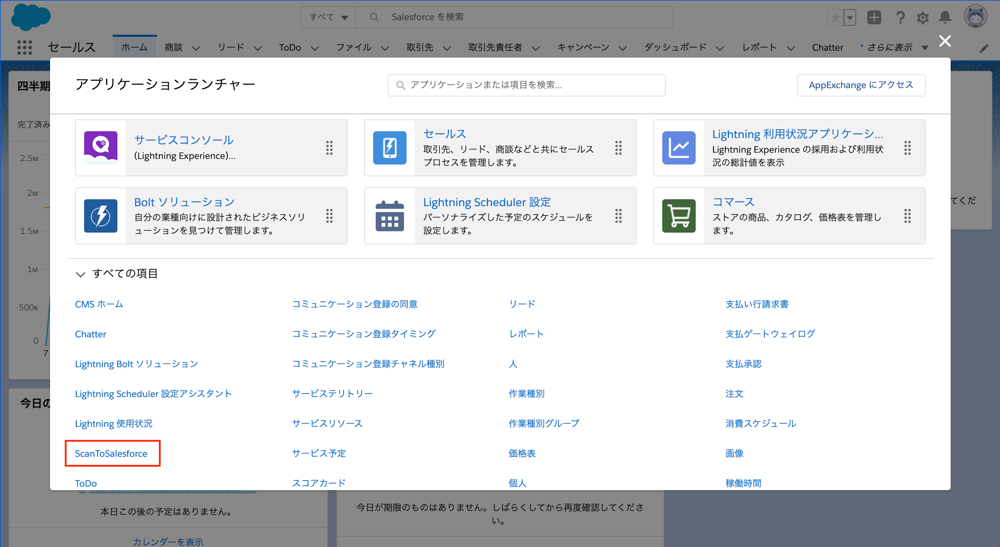 すべて
Salesforce を検索
セールス
ホーム
商談
リード
ToDo
ファイル
取引先
取引先責任者
キャンペーン
ダッシュボード
レポート
Chatter
* さらに表示
アプリケーションランチャー
アプリケーションまたは項目を検索...
AppExchange にアクセス
四半期
完了済み
2.5M
2M
1.5M
1M
500K
0
7
サービスコンソール
(Lightning Experience)...
セールス
取引先、リード、商談などと共にセールス
プロセスを管理します。
Lightning 利用状況アプリケーシ...
Lightning Experience の採用および利用状
況の総計値を表示
Bolt ソリューション
自分の業種向けに設計されたビジネスソリ
ューションを見つけて管理します。
Lightning Scheduler 設定
パーソナライズした予定のスケジュールを
設定します。
コマース
ストアの商品、カタログ、価格表を管理し
ます。
てくだ
すべての項目
CMS ホーム
コミュニケーション登録の同意
リード
支払い行請求書
Chatter
コミュニケーション登録タイミング
レポート
支払ゲートウェイログ
Lightning Bolt ソリューション
コミュニケーション登録チャネル種別
人
支払承認
Lightning Scheduler 設定アシスタント
サービステリトリー
作業種別
注文
Lightning 使用状況
サービスリソース
作業種別グループ
消費スケジュール
ScanToSalesforce
サービス予定
価格表
画像
ToDo
スコアカード
個人
稼働時間
今日の
本日この後の予定はありません。
カレンダーを表示
今日が期限のものはありません。しばらくしてから再度確認してくださ
い。